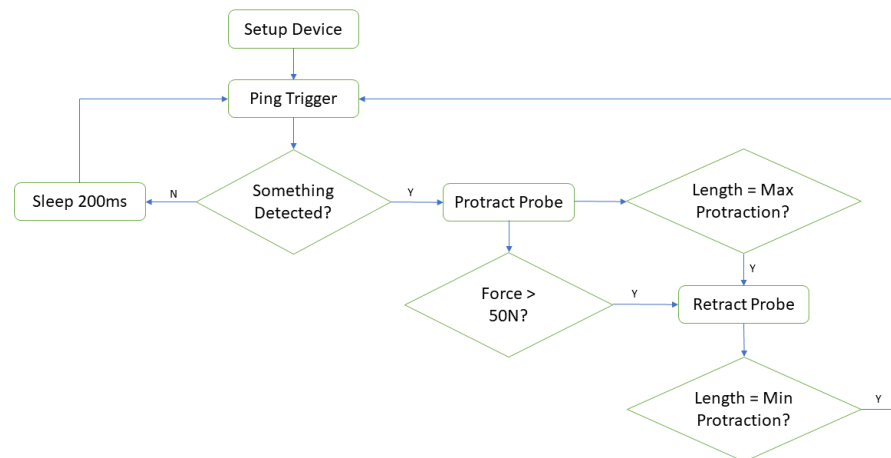 Setup Device
Ping Trigger
Something
Detected?
N
Sleep 200ms
Y
Protract Probe
Length = Max
Protraction?
Y
Force >
50N?
Y
Retract Probe
Length = Min
Protraction?
Y